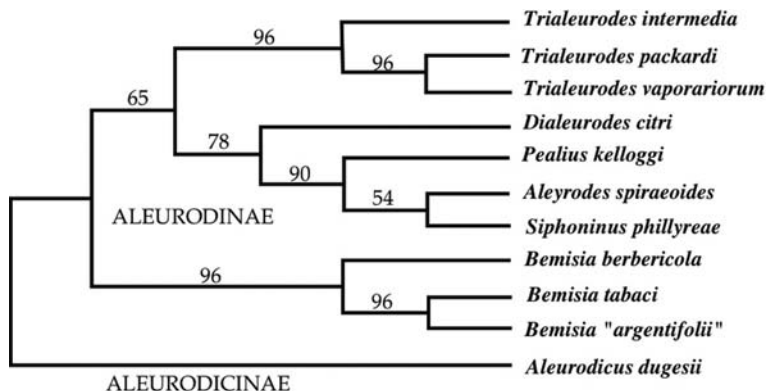 Trialeurodes intermedia
96
Trialeurodes packardi
96
Trialeurodes vaporariorum
65
Dialeurodes citri
78
Pealius kelloggi
90
Aleyrodes spiraeoides
54
ALEURODINAE
Siphoninus phillyreae
Bemisia berbericola
96
Bemisia tabaci
96
Bemisia "argentifolii"
Aleurodicus dugesii
ALEURODICINAE